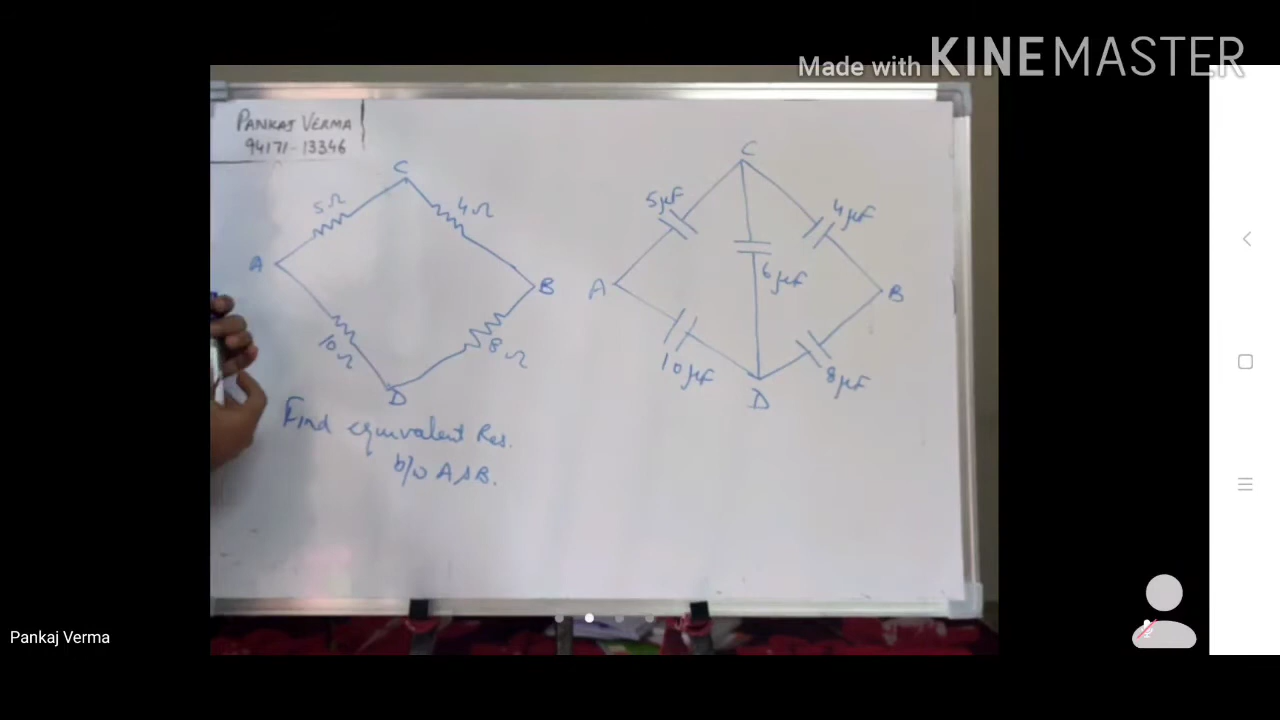 Made with KINEMASTER
PANKAJ VERMA
94171-13346
C
5Ω
4Ω
A
B
10Ω
8Ω
D
Find equivalent Res.
b/w A & B.
C
5μF
4μF
6μF
A
B
10μF
8μF
D
Pankaj Verma